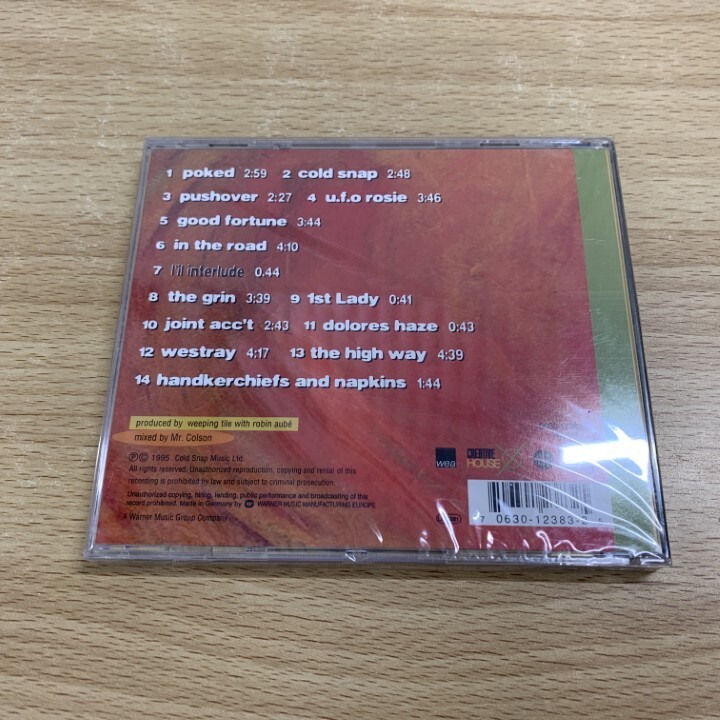 1 poked 2:59 2 cold snap 2:48
3 pushover 2:27 4 u.f.o rosie 3:46
5 good fortune 3:44
6 in the road 4:10
7 l'il interlude 0.44
8 the grin 3:39 9 1st Lady 0:41
10 joint acc't 2:43 11 dolores haze 0:43
12 westray 4:17 13 the high way 4:39
14 handkerchiefs and napkins 1:44
produced by weeping tile with robin aubé
mixed by Mr. Colson
℗© 1995 Cold Snap Music Ltd.
All rights reserved. Unauthorized reproduction, copying and rental of this
recording is prohibited by law and subject to criminal prosecution.
Unauthorized copying, hiring, lending, public performance and broadcasting of this
record prohibited. Made in Germany by WARNER MUSIC MANUFACTURING EUROPE
A Warner Music Group Company
wea
CREATURE
HOUSE
7 0630-12383-2